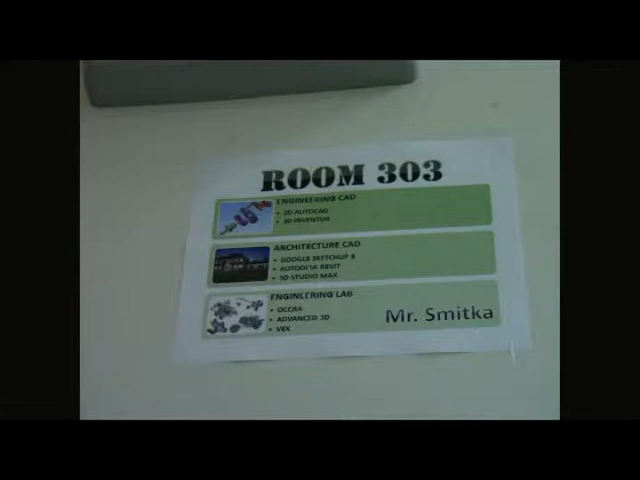 ROOM 303
ENGINEERING CAD
• 2D AUTOCAD
• 3D INVENTOR
ARCHITECTURE CAD
• GOOGLE SKETCHUP 8
• AUTODESK REVIT
• 3D STUDIO MAX
ENGINEERING LAB
• OCCRA
• ADVANCED 3D
• VEX
Mr. Smitka